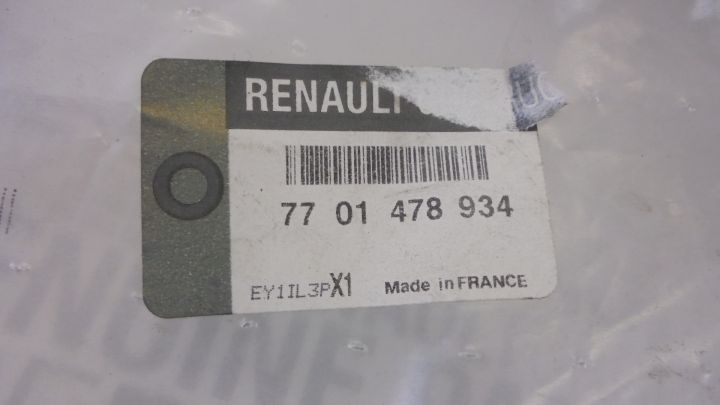 RENAULT
77 01 478 934
EY1IL3PX1 Made in FRANCE